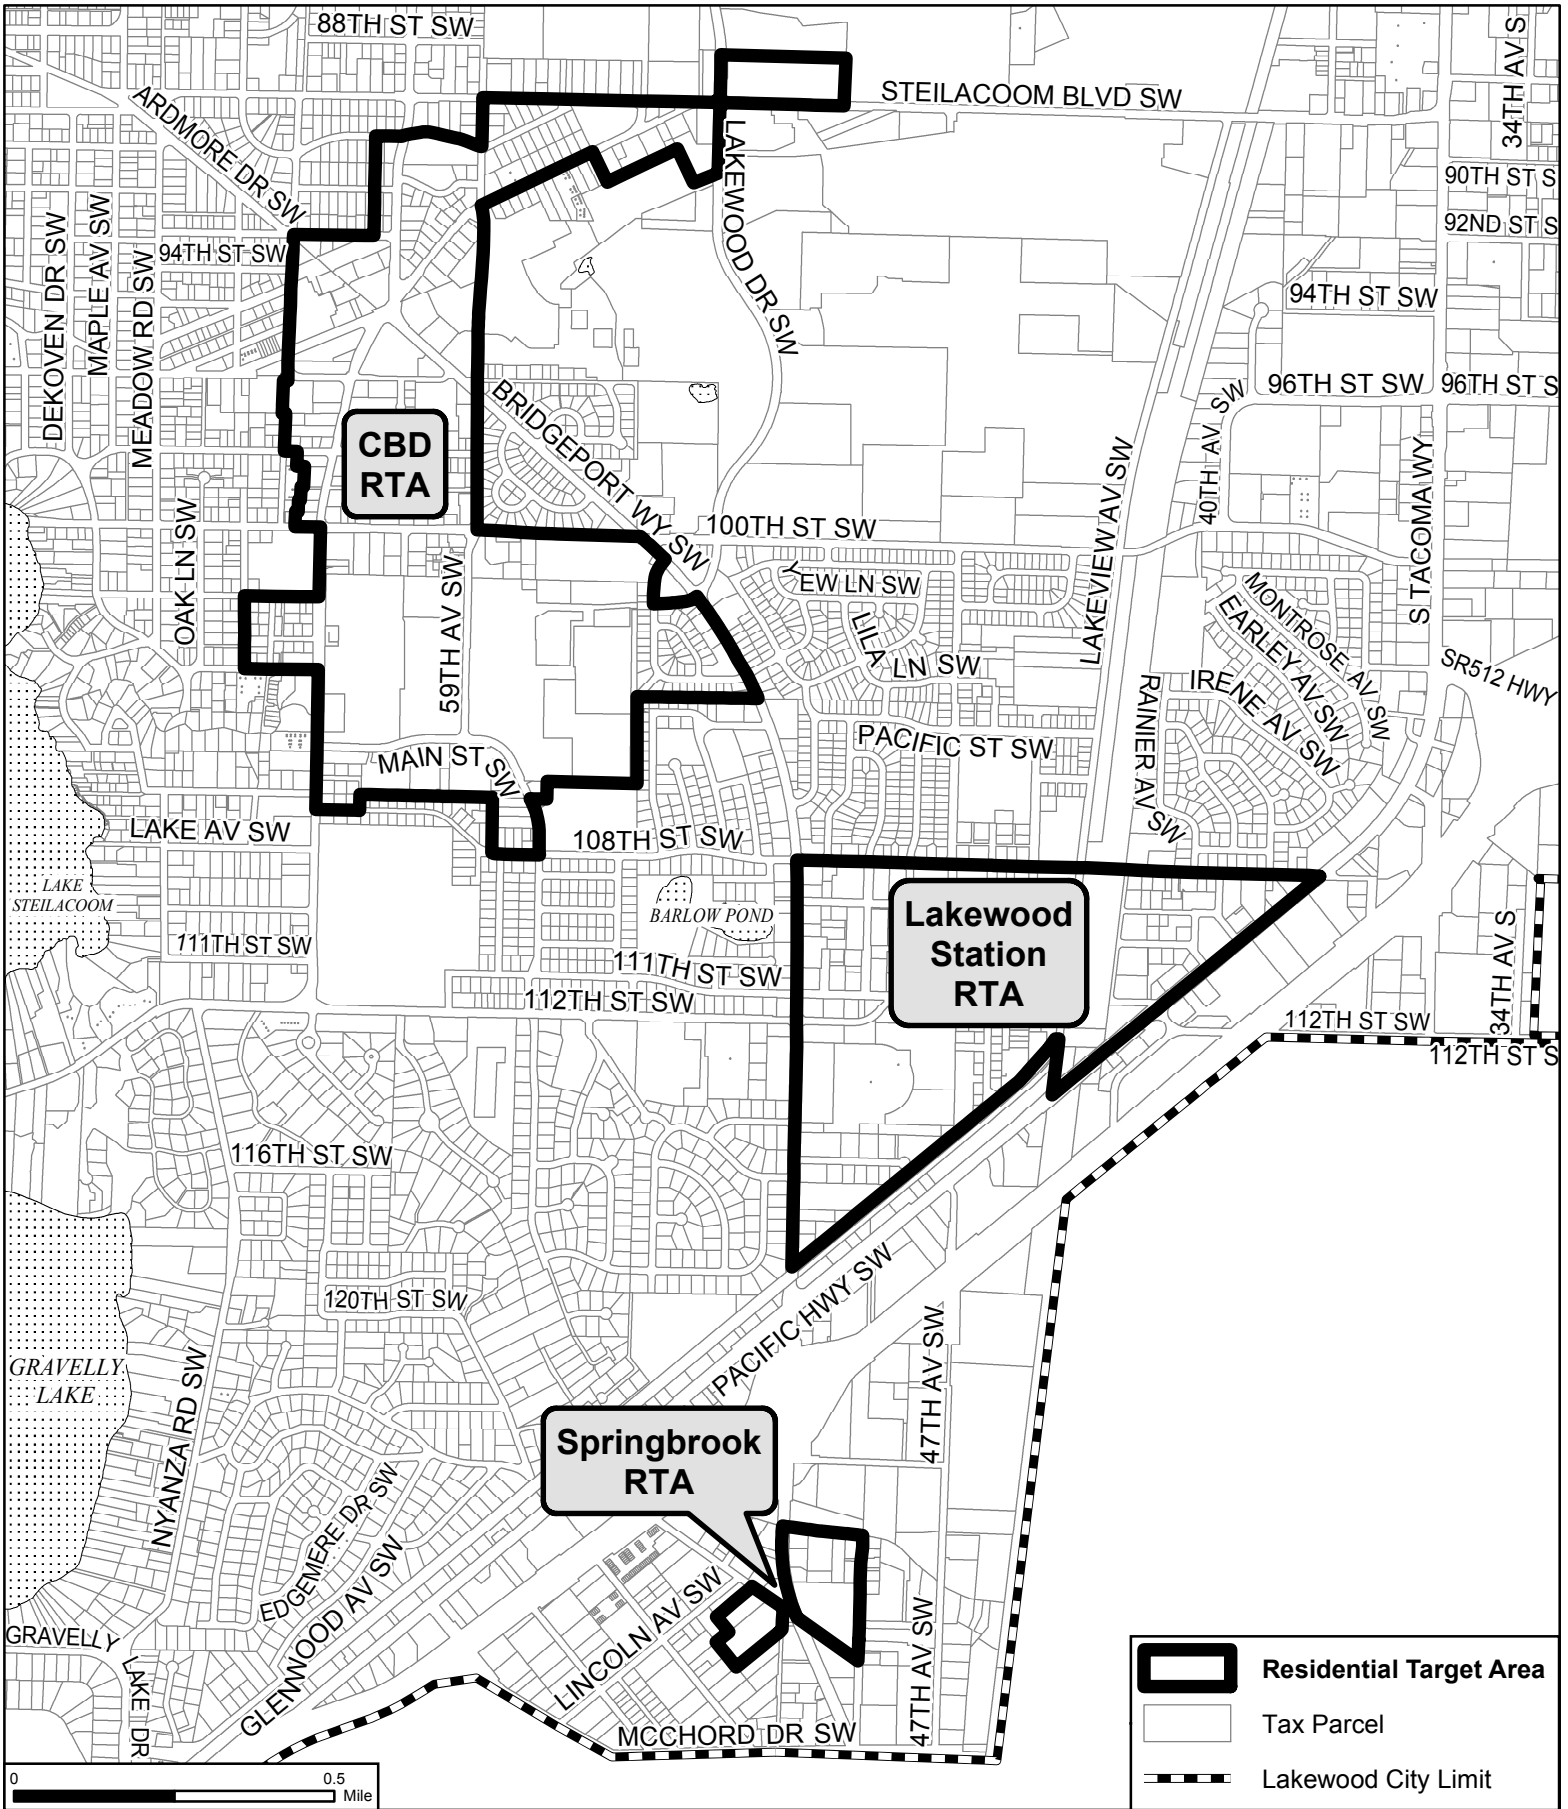 88TH ST SW
34TH AV S
STEILACOOM BLVD SW
ARDMORE DR SW
LAKEWOOD DR SW
90TH ST S
92ND ST S
DEKOVEN DR SW
MAPLE AV SW
MEADOW RD SW
94TH ST SW
94TH ST SW
96TH ST SW
96TH ST S
BRIDGEPORT WY SW
40TH AV SW
CBD
RTA
LAKEVIEW AV SW
S TACOMA WY
OAK LN SW
100TH ST SW
59TH AV SW
YEW LN SW
LILA LN SW
MONTROSE AV SW
EARLEY AV SW
IRENE AV SW
SR512 HWY
RAINIER AV SW
PACIFIC ST SW
MAIN ST SW
LAKE AV SW
108TH ST SW
LAKE
STEILACOOM
BARLOW POND
Lakewood
Station
RTA
111TH ST SW
111TH ST SW
112TH ST SW
34TH AV S
112TH ST SW
112TH ST S
116TH ST SW
120TH ST SW
PACIFIC HWY SW
47TH AV SW
GRAVELLY
LAKE
NYANZA RD SW
Springbrook
RTA
EDGEMERE DR SW
GLENWOOD AV SW
LINCOLN AV SW
47TH AV SW
GRAVELLY LAKE DR
MCCHORD DR SW
Residential Target Area
Tax Parcel
Lakewood City Limit
0 0.5
Mile